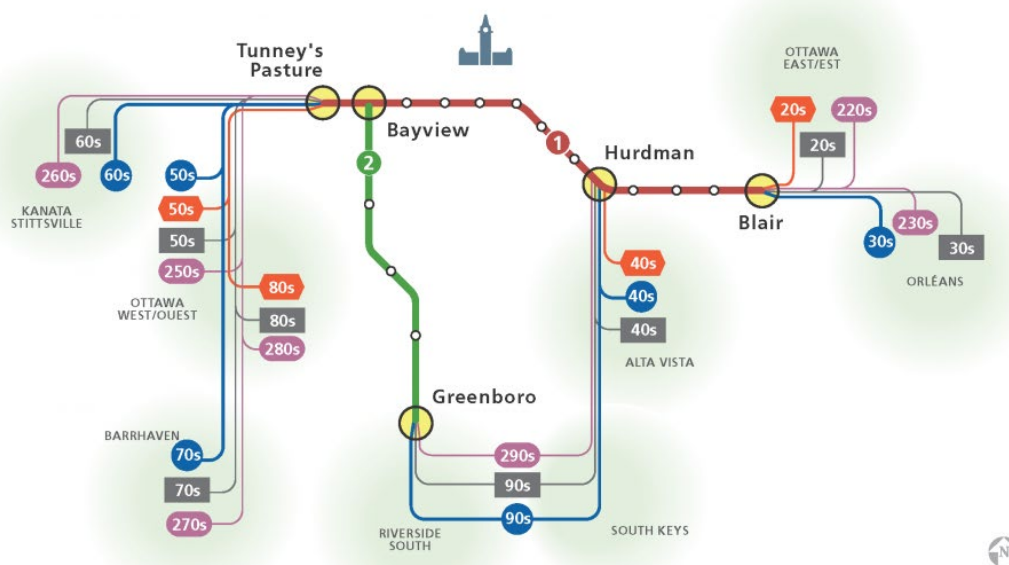 Tunney's
Pasture
Bayview
1
2
Hurdman
Blair
OTTAWA
EAST/EST
20s
20s
220s
230s
30s
30s
ORLÉANS
260s
60s
60s
KANATA
STITTSVILLE
50s
50s
50s
250s
OTTAWA
WEST/OUEST
80s
80s
280s
40s
40s
40s
ALTA VISTA
Greenboro
BARRHAVEN
70s
70s
270s
290s
90s
90s
RIVERSIDE
SOUTH
SOUTH KEYS
N